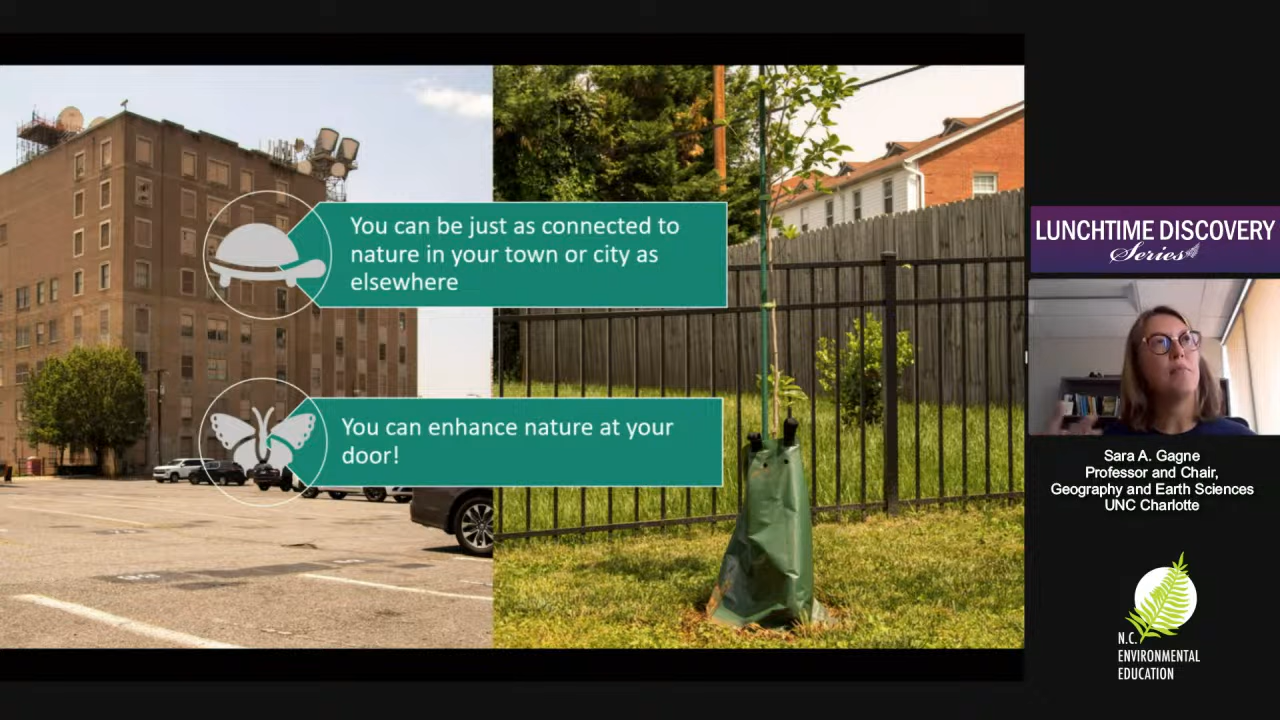 You can be just as connected to
nature in your town or city as
elsewhere
You can enhance nature at your
door!
LUNCHTIME DISCOVERY
Series
Sara A. Gagne
Professor and Chair,
Geography and Earth Sciences
UNC Charlotte
N.C.
ENVIRONMENTAL
EDUCATION